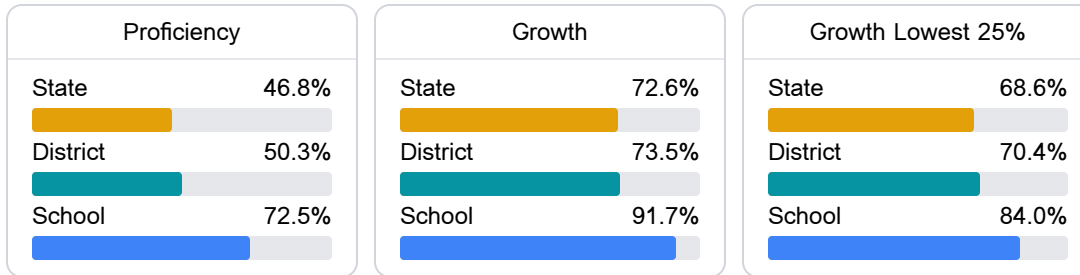 Proficiency
State 46.8%
District 50.3%
School 72.5%
Growth
State 72.6%
District 73.5%
School 91.7%
Growth Lowest 25%
State 68.6%
District 70.4%
School 84.0%